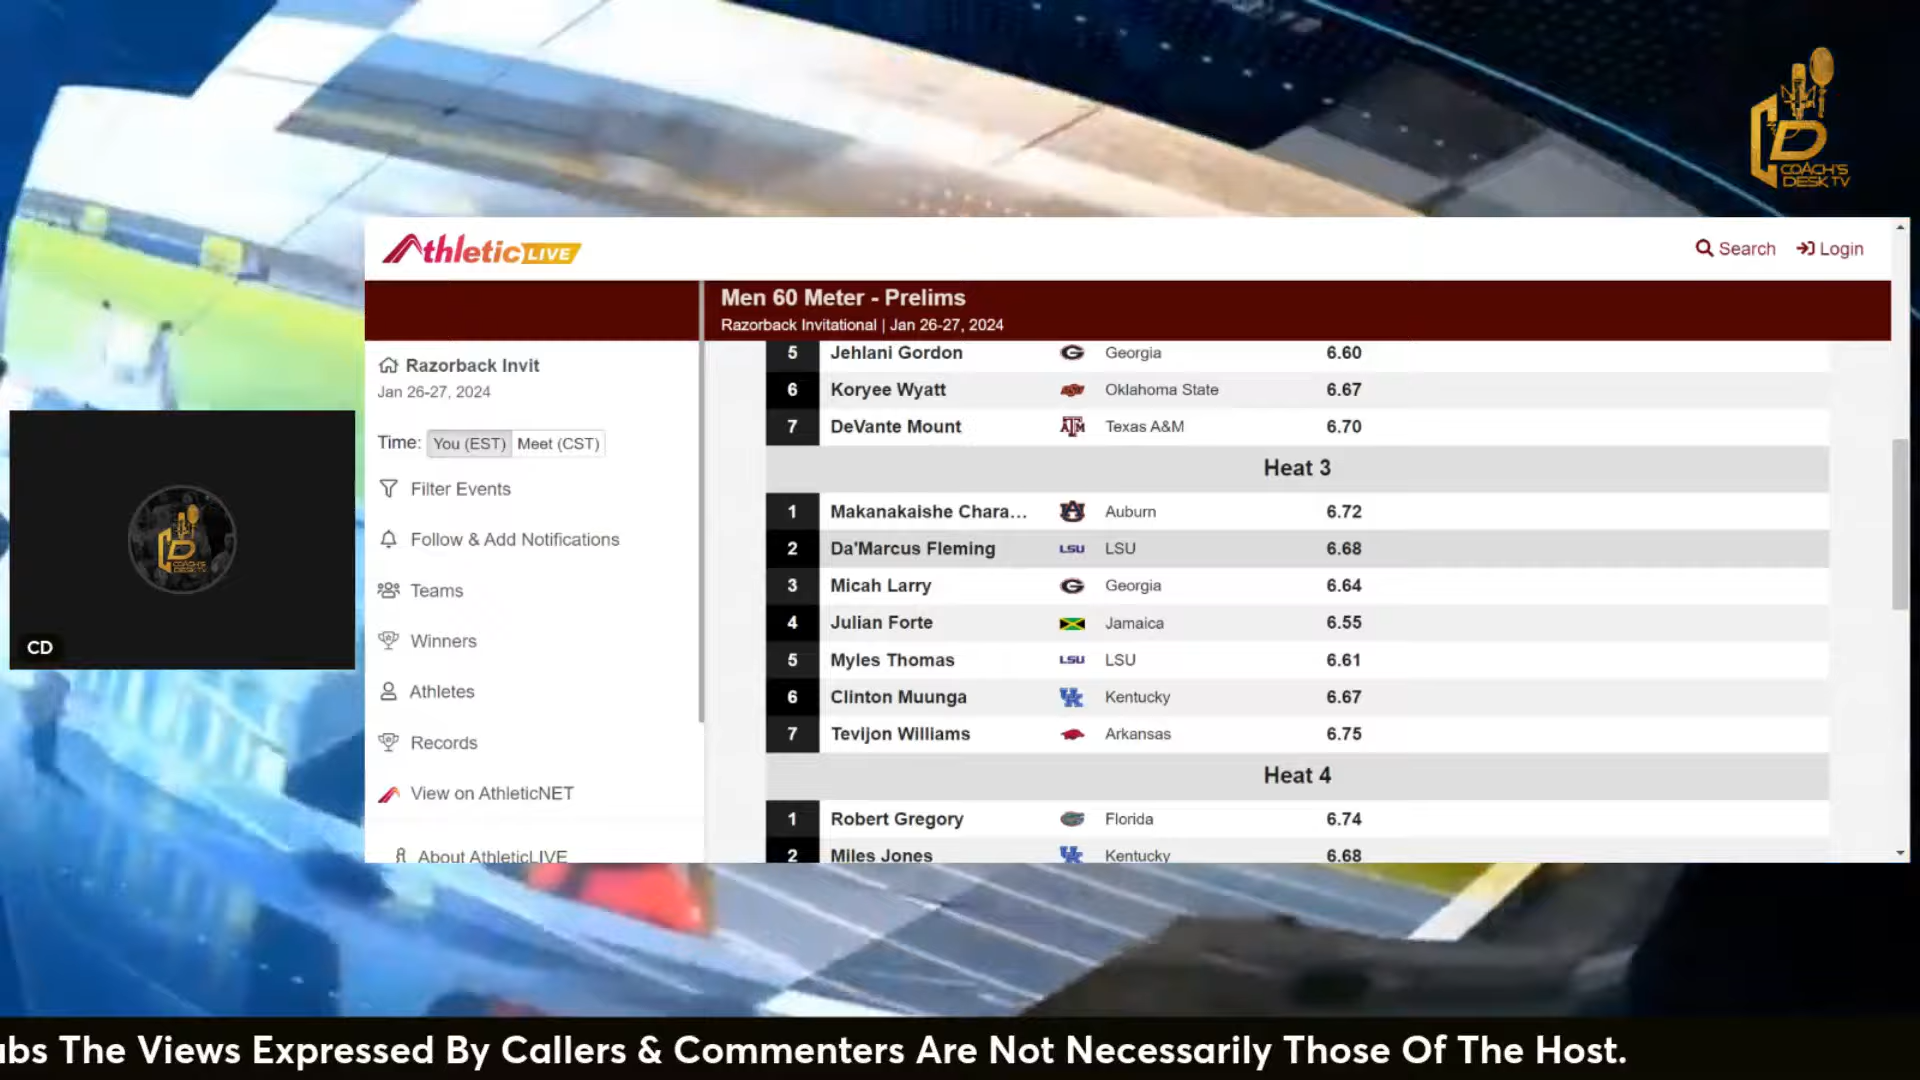 COACH'S
DESK TV
AthleticLIVE
Search
Login
Men 60 Meter - Prelims
Razorback Invitational | Jan 26-27, 2024
Razorback Invit
Jan 26-27, 2024
Time: You (EST) Meet (CST)
Filter Events
Follow & Add Notifications
Teams
Winners
Athletes
Records
View on AthleticNET
About AthleticLIVE
5 Jehlani Gordon Georgia 6.60
6 Koryee Wyatt Oklahoma State 6.67
7 DeVante Mount Texas A&M 6.70
Heat 3
1 Makanakaishe Chara... Auburn 6.72
2 Da'Marcus Fleming LSU LSU 6.68
3 Micah Larry Georgia 6.64
4 Julian Forte Jamaica 6.55
5 Myles Thomas LSU LSU 6.61
6 Clinton Muunga Kentucky 6.67
7 Tevijon Williams Arkansas 6.75
Heat 4
1 Robert Gregory Florida 6.74
2 Miles Jones Kentucky 6.68
CD
The Views Expressed By Callers & Commenters Are Not Necessarily Those Of The Host.